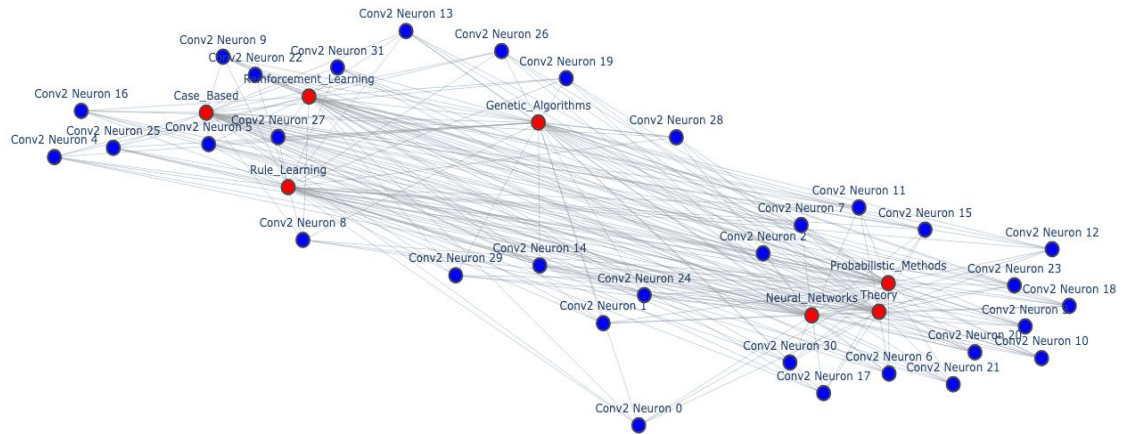 Conv2 Neuron 13
Conv2 Neuron 26
Conv2 Neuron 9
Conv2 Neuron 31
Conv2 Neuron 22
Conv2 Neuron 19
Reinforcement_Learning
Conv2 Neuron 16
Case_Based
Genetic_Algorithms
Conv2 Neuron 28
Conv2 Neuron 27
Conv2 Neuron 5
Conv2 Neuron 25
Conv2 Neuron 4
Rule_Learning
Conv2 Neuron 11
Conv2 Neuron 7
Conv2 Neuron 15
Conv2 Neuron 8
Conv2 Neuron 12
Conv2 Neuron 2
Conv2 Neuron 14
Conv2 Neuron 29
Probabilistic_Methods
Conv2 Neuron 23
Conv2 Neuron 24
Conv2 Neuron 18
Neural_Networks
Theory
Conv2 Neuron 1
Conv2 Neuron
Conv2 Neuron 20
Conv2 Neuron 10
Conv2 Neuron 30
Conv2 Neuron 6
Conv2 Neuron 21
Conv2 Neuron 17
Conv2 Neuron 0